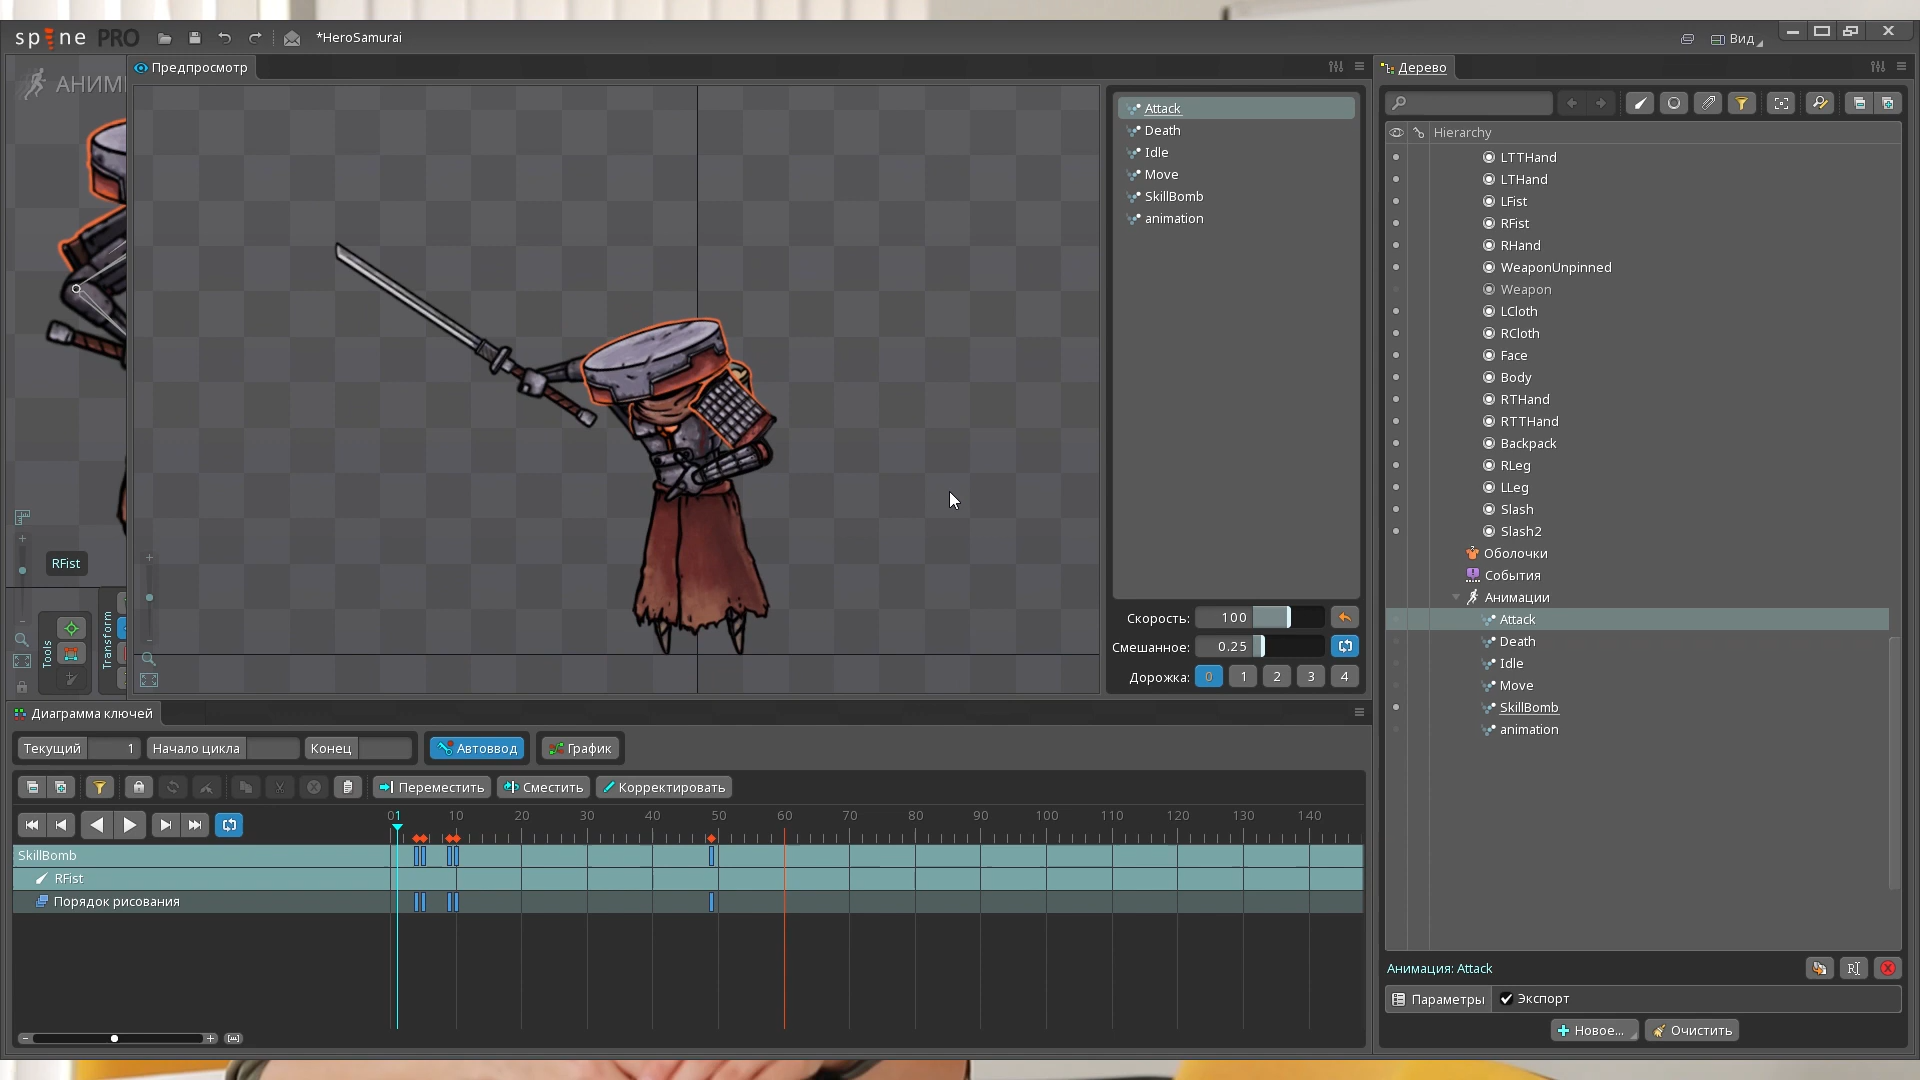 spine PRO
*HeroSamurai
Вид
АНИМ
RFist
Tools
Transform
Предпросмотр
Attack
Death
Idle
Move
SkillBomb
animation
Скорость: 100
Смешанное: 0.25
Дорожка: 0 1 2 3 4
Дерево
Hierarchy
LTTHand
LTHand
LFist
RFist
RHand
WeaponUnpinned
Weapon
LCloth
RCloth
Face
Body
RTHand
RTTHand
Backpack
RLeg
LLeg
Slash
Slash2
Оболочки
События
Анимации
Attack
Death
Idle
Move
SkillBomb
animation
Анимация: Attack
Параметры Экспорт
Новое... Очистить
Диаграмма ключей
Текущий 1 Начало цикла Конец Автоввод График
Переместить Сместить Корректировать
0 1 10 20 30 40 50 60 70 80 90 100 110 120 130 140
SkillBomb
RFist
Порядок рисования